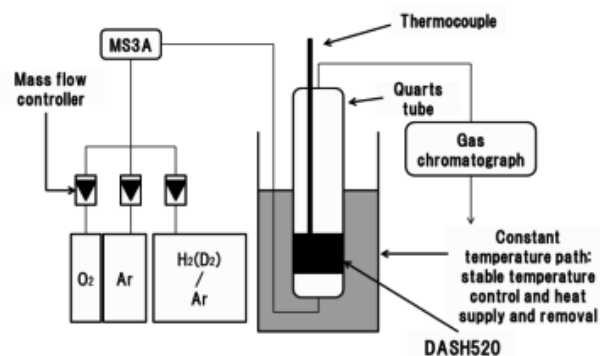 Thermocouple
MS3A
Mass flow
controller
Quarts
tube
Gas
chromatograph
O2
Ar
H2(D2)
/
Ar
Constant
temperature path:
stable temperature
control and heat
supply and removal
DASH520